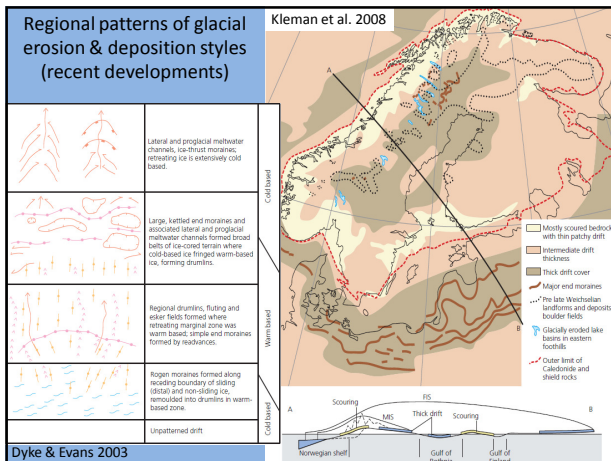 Regional patterns of glacial
erosion & deposition styles
(recent developments)
Kleman et al. 2008
Lateral and proglacial meltwater
channels, ice-thrust moraines;
retreating ice is extensively cold
based.
Large, kettled end moraines and
associated lateral and proglacial
meltwater channels formed broad
belts of ice-cored terrain where
cold-based ice fringed warm-based
ice, forming drumlins.
Regional drumlins, fluting and
esker fields formed where
retreating marginal zone was
warm based; simple end moraines
formed by readvances.
Rogen moraines formed along
receding boundary of sliding
(distal) and non-sliding ice,
remoulded into drumlins in warm-
based zone.
Unpatterned drift
Cold based
Warm based
Cold based
Dyke & Evans 2003
A
B
Mostly scoured bedrock
with thin patchy drift
Intermediate drift
thickness
Thick drift cover
Major end moraines
Pre late Weichselian
landforms and deposits
boulder fields
Glacially eroded lake
basins in eastern
foothills
Outer limit of
Caledonide and
shield rocks
A
Scouring
FIS
B
MIS
Thick drift
Scouring
Norwegian shelf
Gulf of
Gulf of